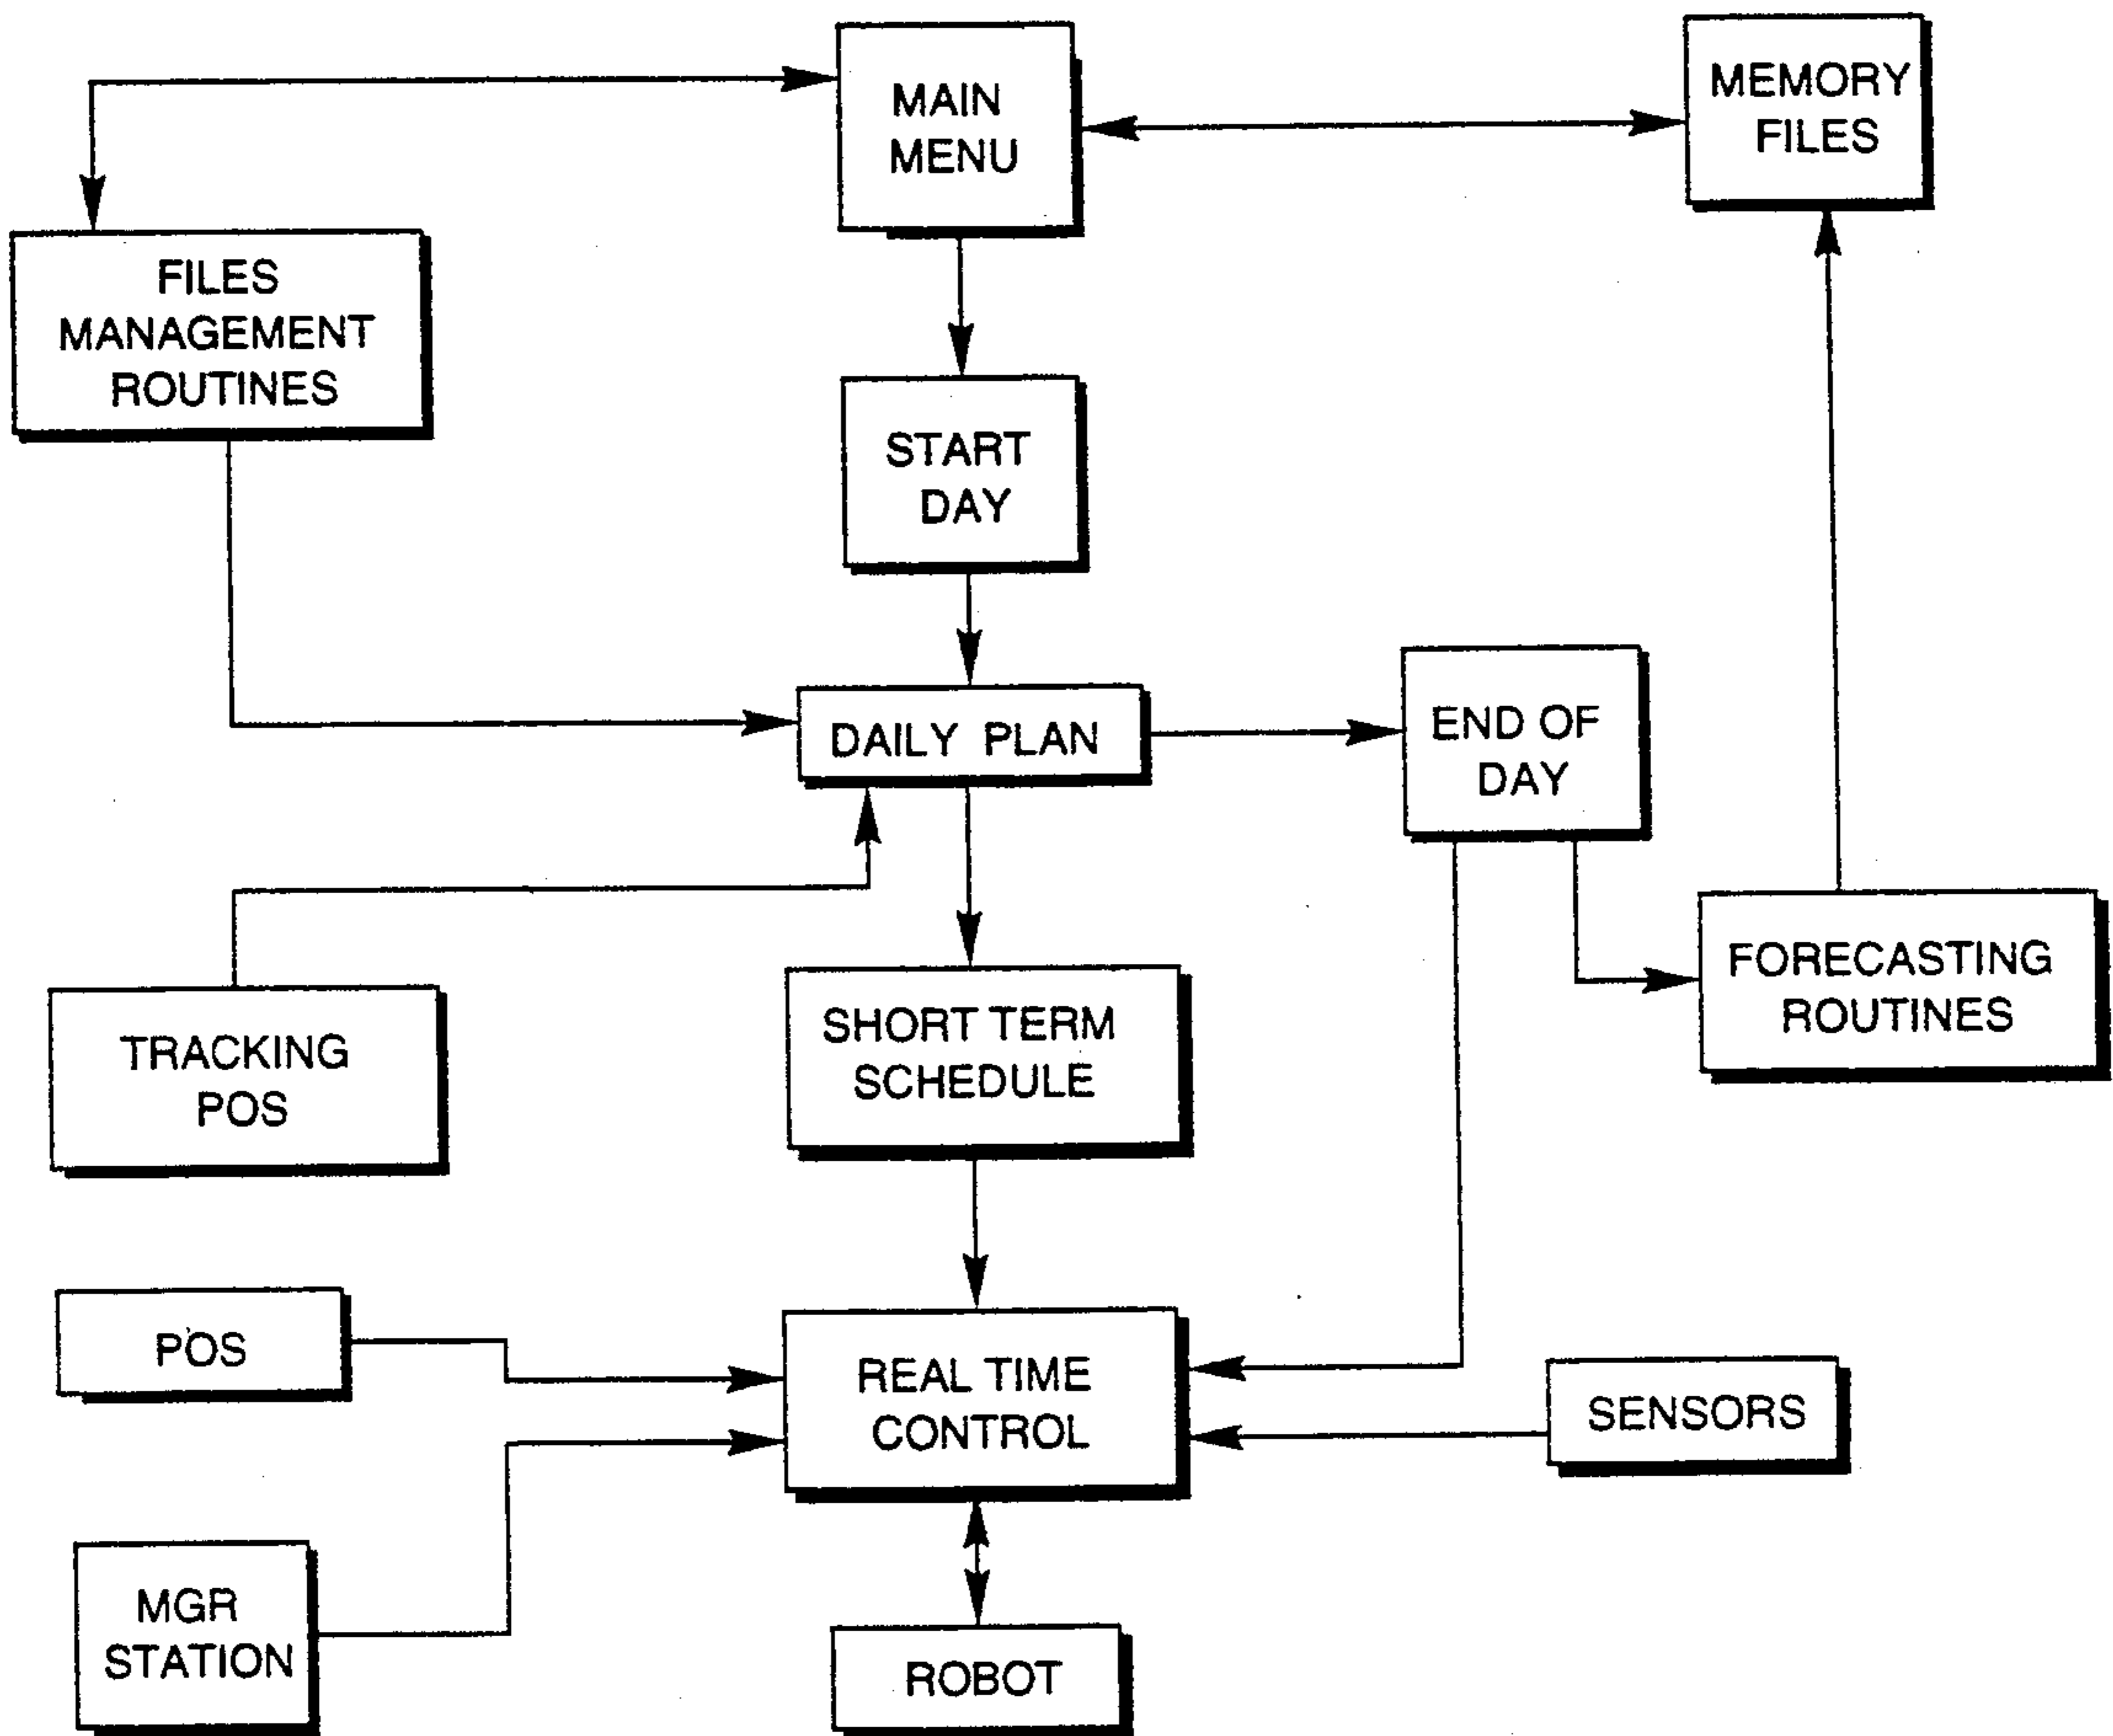 MAIN
MENU
MEMORY
FILES
FILES
MANAGEMENT
ROUTINES
START
DAY
DAILY PLAN
END OF
DAY
TRACKING
POS
SHORT TERM
SCHEDULE
FORECASTING
ROUTINES
POS
REAL TIME
CONTROL
SENSORS
MGR
STATION
ROBOT